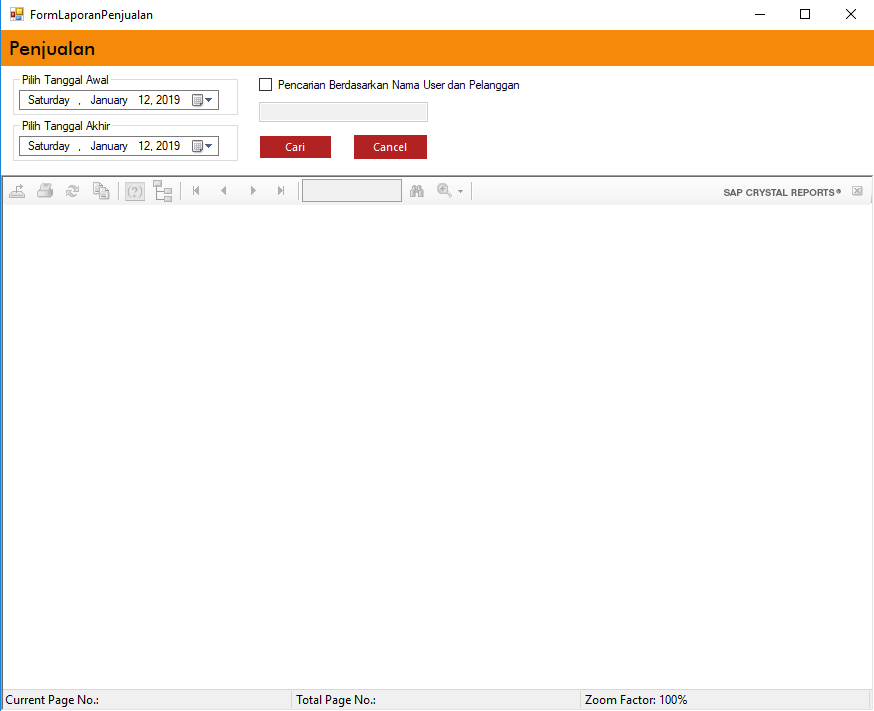 FormLaporanPenjualan
Penjualan
Pilih Tanggal Awal
Saturday , January 12, 2019
Pencarian Berdasarkan Nama User dan Pelanggan
Pilih Tanggal Akhir
Saturday , January 12, 2019
Cari
Cancel
SAP CRYSTAL REPORTS®
Current Page No.:
Total Page No.:
Zoom Factor: 100%